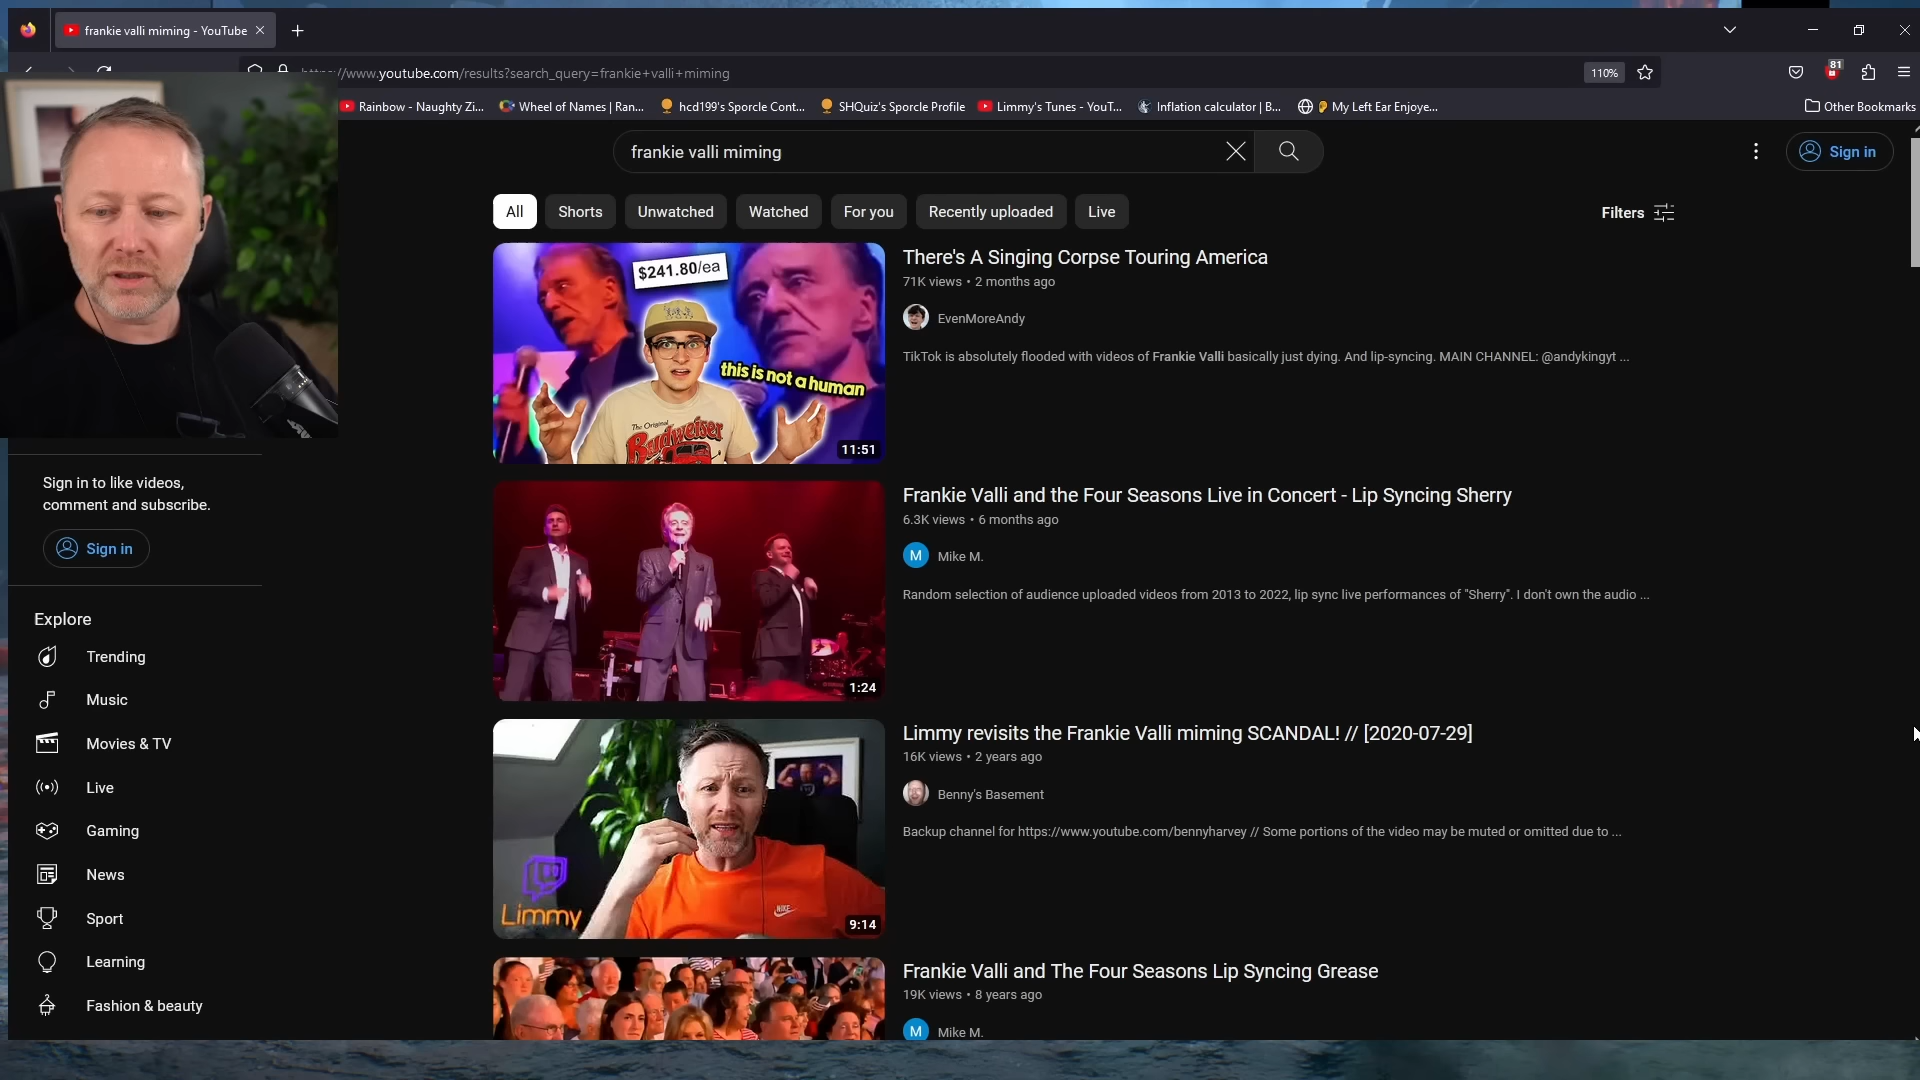 frankie valli miming - YouTube
https://www.youtube.com/results?search_query=frankie+valli+miming
110%
81
Rainbow - Naughty Zi...
Wheel of Names | Ran...
hcd199's Sporcle Cont...
SHQuiz's Sporcle Profile
Limmy's Tunes - YouT...
Inflation calculator | B...
My Left Ear Enjoye...
Other Bookmarks
frankie valli miming
Sign in
All
Shorts
Unwatched
Watched
For you
Recently uploaded
Live
Filters
$241.80/ea
this is not a human
The Original
Budweiser
11:51
There's A Singing Corpse Touring America
71K views • 2 months ago
EvenMoreAndy
TikTok is absolutely flooded with videos of Frankie Valli basically just dying. And lip-syncing. MAIN CHANNEL: @andykingyt ...
Sign in to like videos,
comment and subscribe.
Sign in
Explore
Trending
Music
Movies & TV
Live
Gaming
News
Sport
Learning
Fashion & beauty
1:24
Frankie Valli and the Four Seasons Live in Concert - Lip Syncing Sherry
6.3K views • 6 months ago
M
Mike M.
Random selection of audience uploaded videos from 2013 to 2022, lip sync live performances of "Sherry". I don't own the audio ...
Limmy
NIKE
9:14
Limmy revisits the Frankie Valli miming SCANDAL! // [2020-07-29]
16K views • 2 years ago
Benny's Basement
Backup channel for https://www.youtube.com/bennyharvey // Some portions of the video may be muted or omitted due to ...
Frankie Valli and The Four Seasons Lip Syncing Grease
19K views • 8 years ago
M
Mike M.